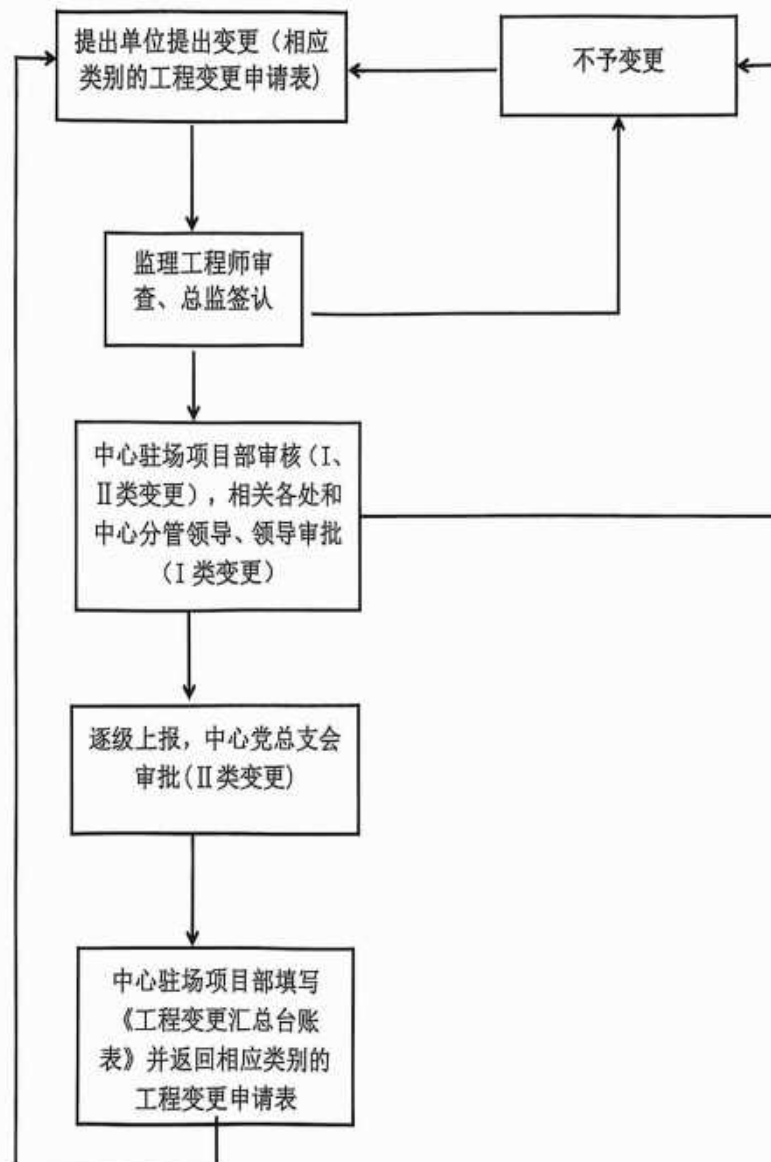 提出单位提出变更（相应
类别的工程变更申请表)
不予变更
监理工程师审
查、总监签认
中心驻场项目部审核（I、
II类变更），相关各处和
中心分管领导、领导审批
（I 类变更）
逐级上报，中心党总支会
审批(II类变更)
中心驻场项目部填写
《工程变更汇总台账
表》并返回相应类别的
工程变更申请表